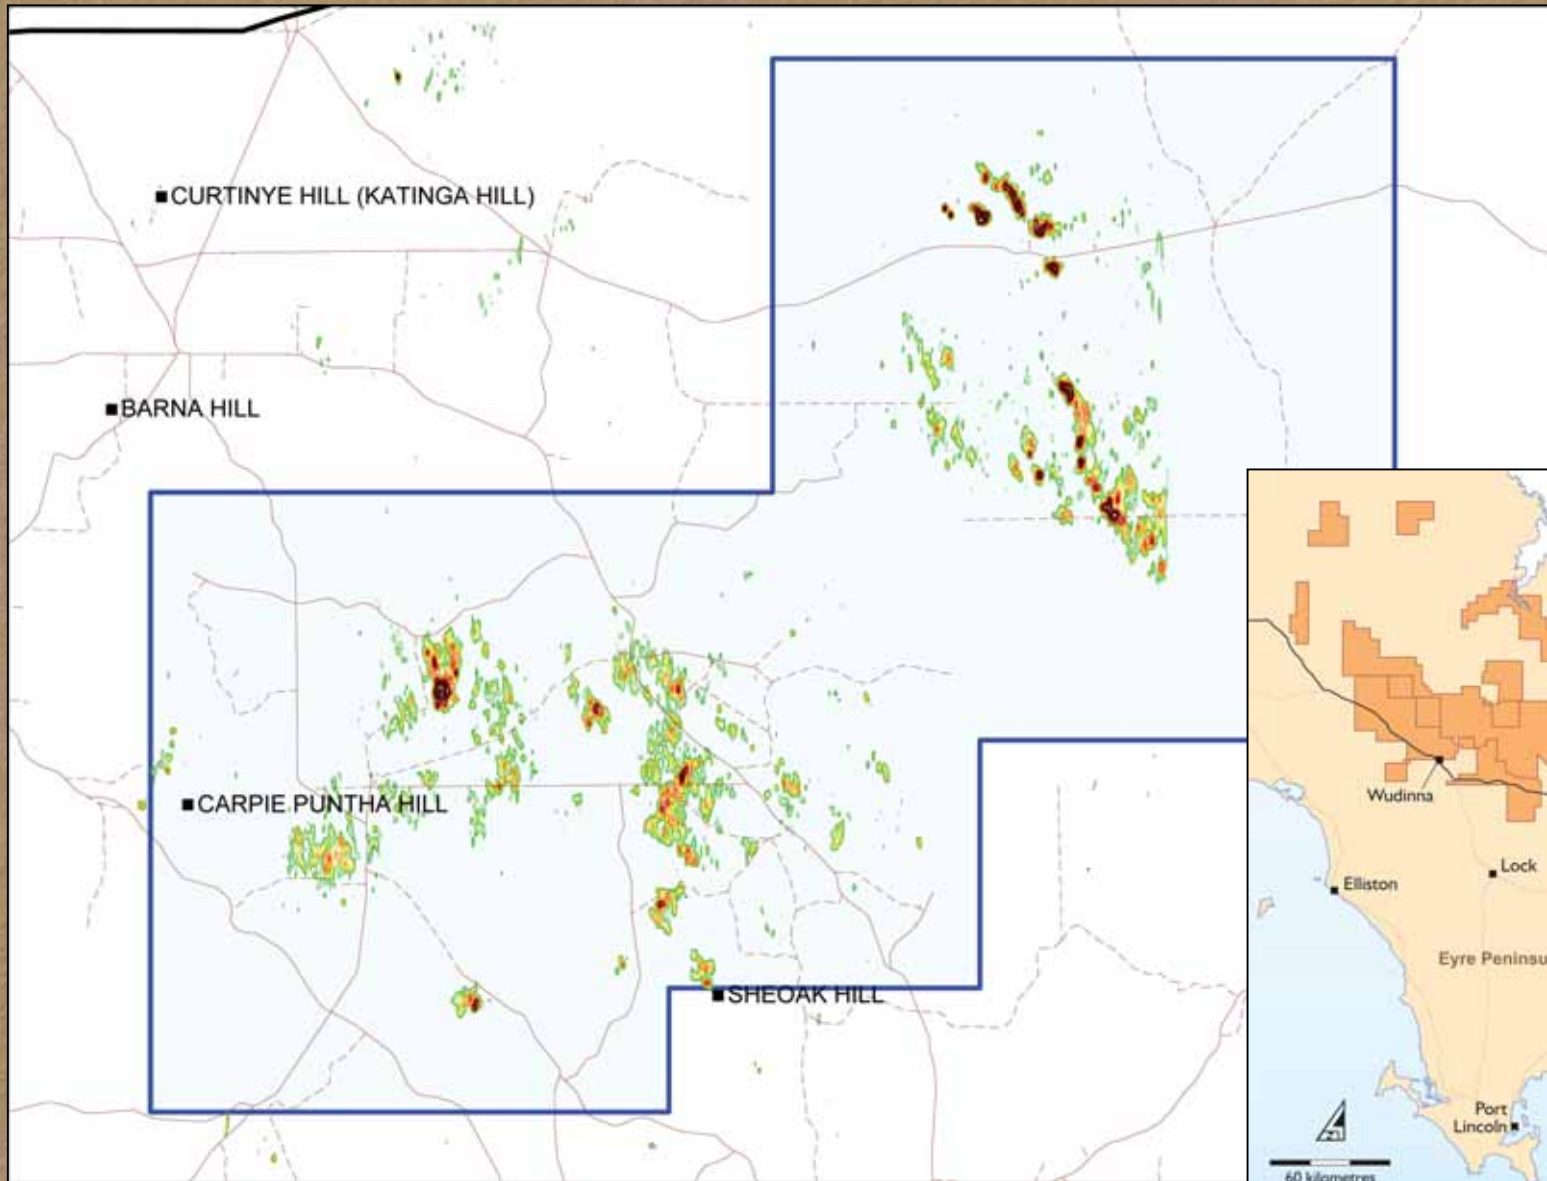 CURTINYE HILL (KATINGA HILL)
BARNA HILL
CARPIE PUNTHA HILL
SHEOAK HILL
Wudinna
Lock
Elliston
Eyre Peninsu
Port
Lincoln
N
60 kilometres